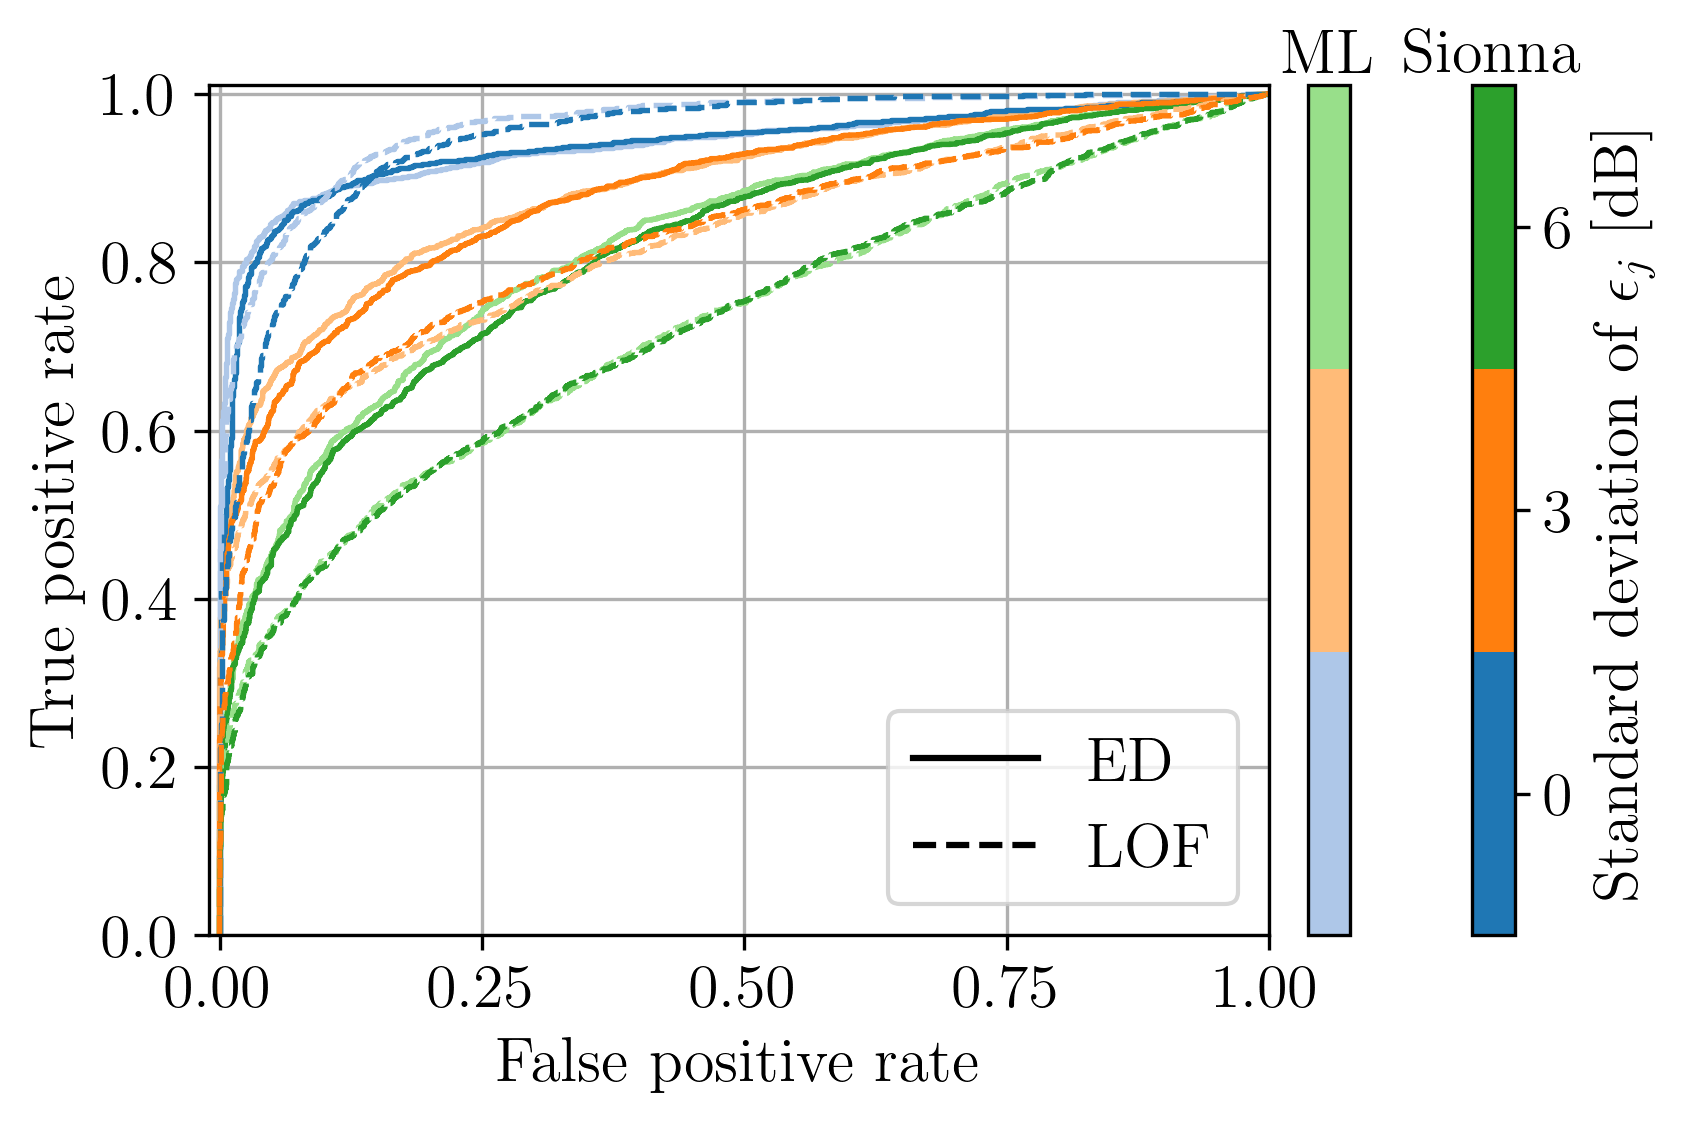 ML Sionna
1.0
0.8
0.6
0.4
0.2
0.0
True positive rate
0.00 0.25 0.50 0.75 1.00
False positive rate
ED
LOF
6
3
0
Standard deviation of ϵj [dB]